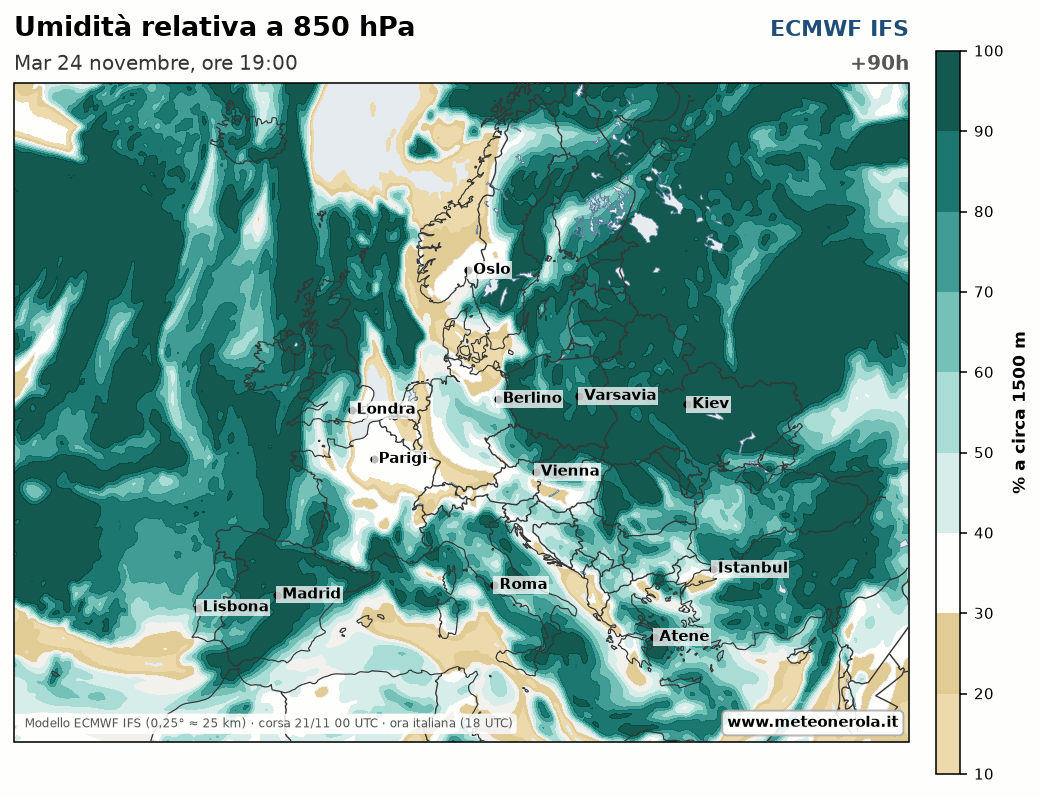 Umidità relativa a 850 hPa
ECMWF IFS
Mar 24 novembre, ore 19:00
+90h
100
90
80
70
60
50
40
30
20
10
% a circa 1500 m
Oslo
Berlino
Varsavia
Kiev
Londra
Parigi
Vienna
Istanbul
Roma
Madrid
Lisbona
Atene
Modello ECMWF IFS (0,25° ≈ 25 km) · corsa 21/11 00 UTC · ora italiana (18 UTC)
www.meteonerola.it